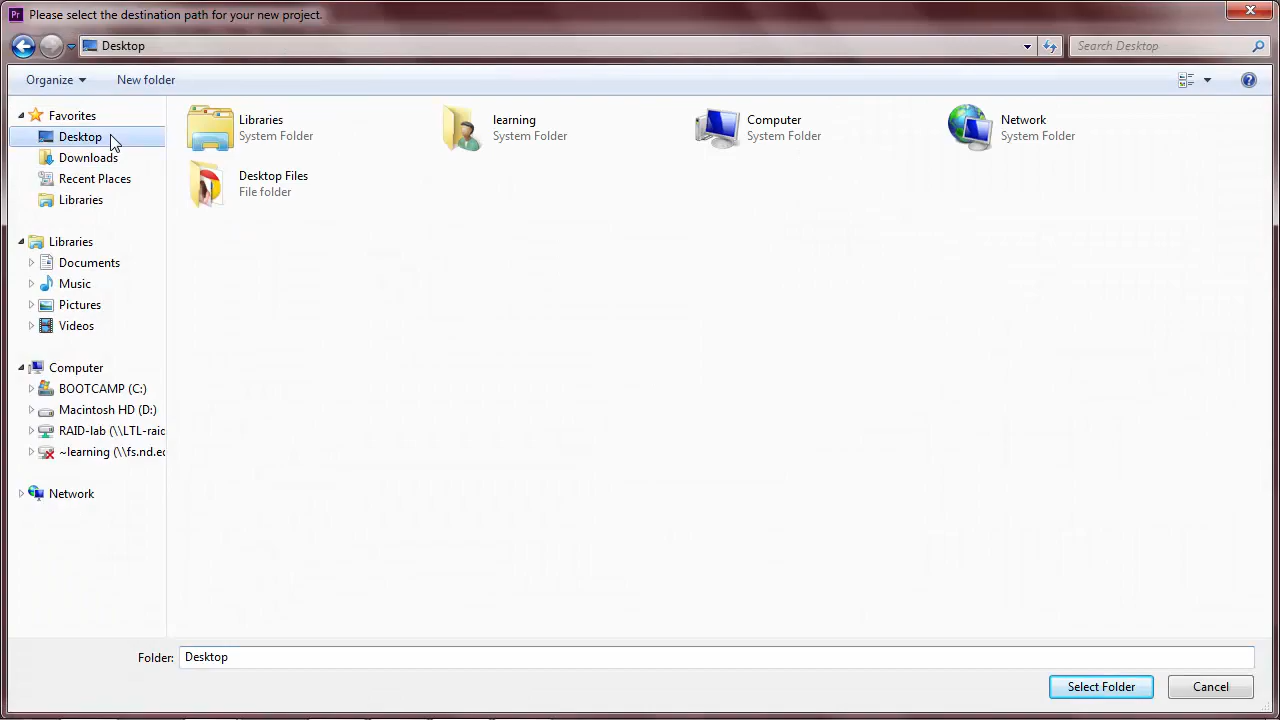 Pr Please select the destination path for your new project.
Desktop
Search Desktop
Organize
New folder
Favorites
Desktop
Downloads
Recent Places
Libraries
Libraries
Documents
Music
Pictures
Videos
Computer
BOOTCAMP (C:)
Macintosh HD (D:)
RAID-lab (\\LTL-raid
~learning (\\fs.nd.ed
Network
Libraries
System Folder
learning
System Folder
Computer
System Folder
Network
System Folder
Desktop Files
File folder
Folder: Desktop
Select Folder
Cancel